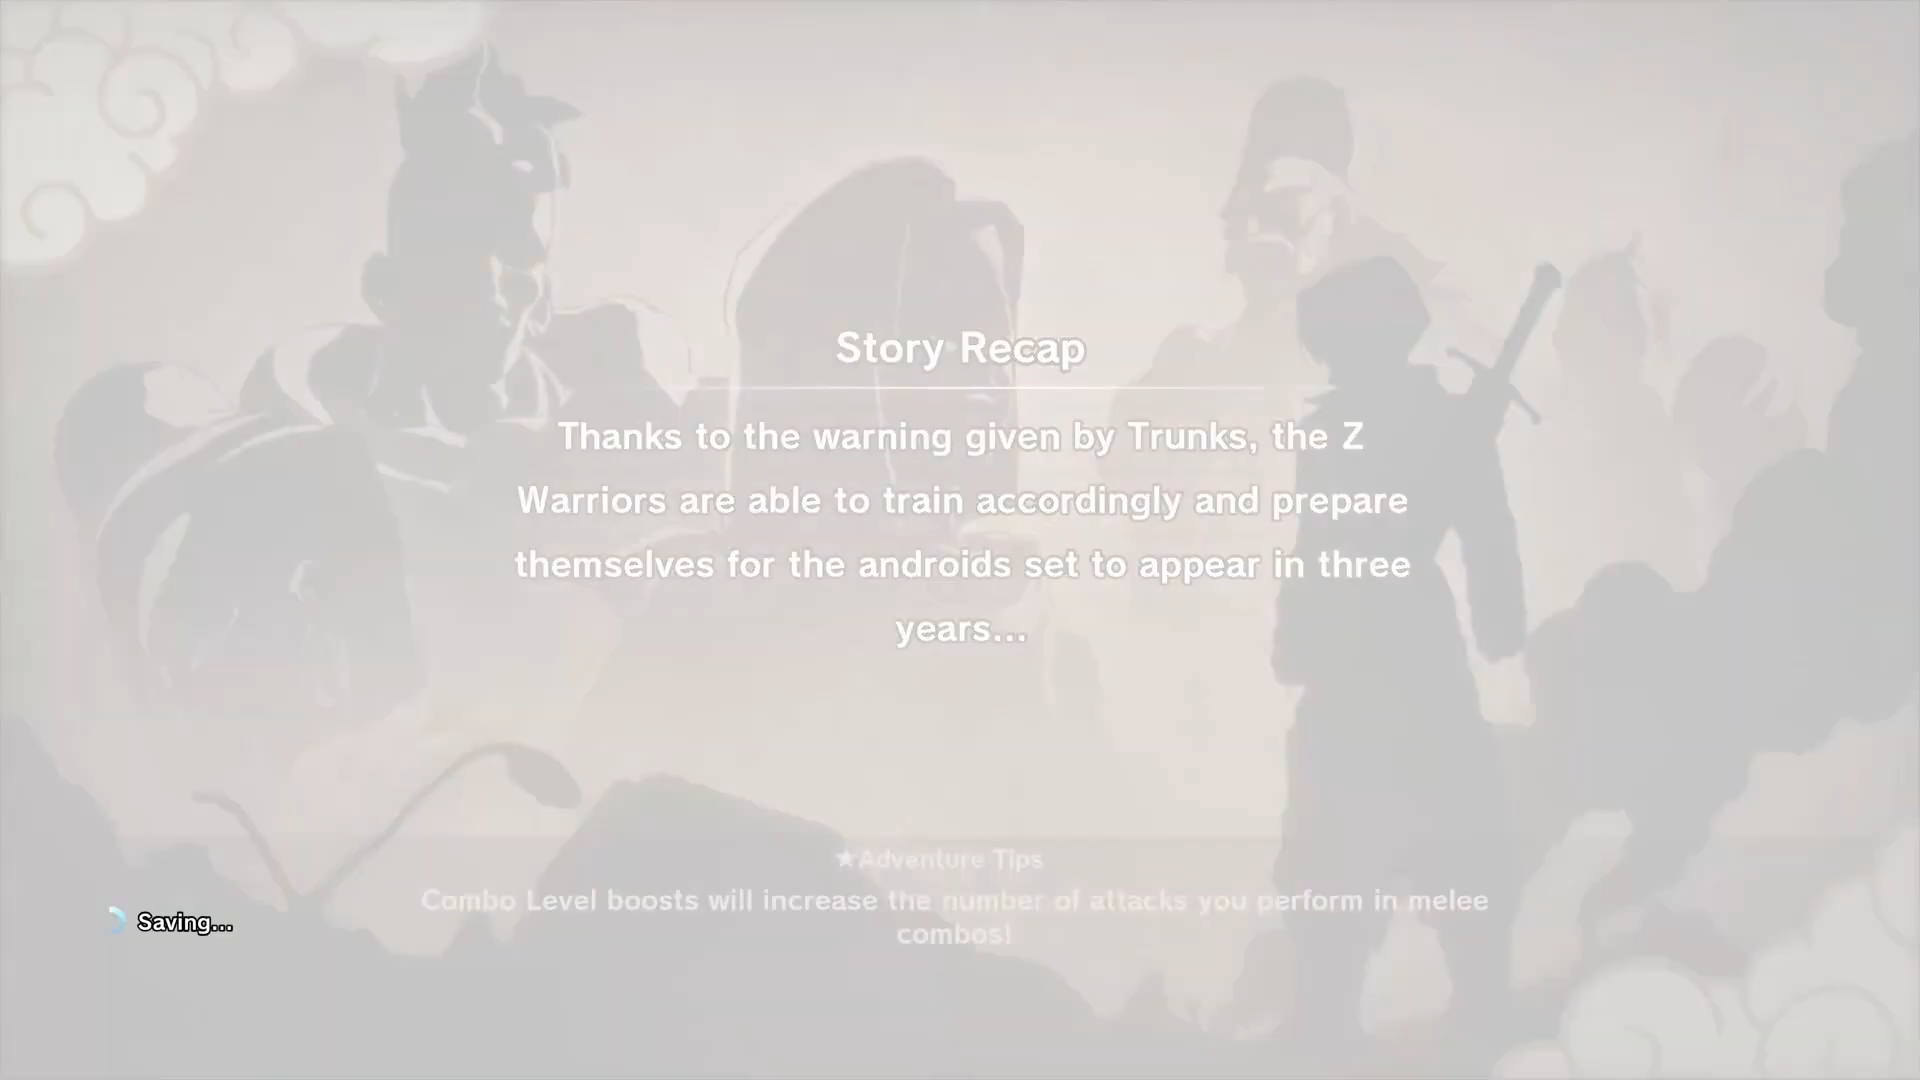 Story Recap
Thanks to the warning given by Trunks, the Z
Warriors are able to train accordingly and prepare
themselves for the androids set to appear in three
years...
★Adventure Tips
Combo Level boosts will increase the number of attacks you perform in melee
combos!
Saving...